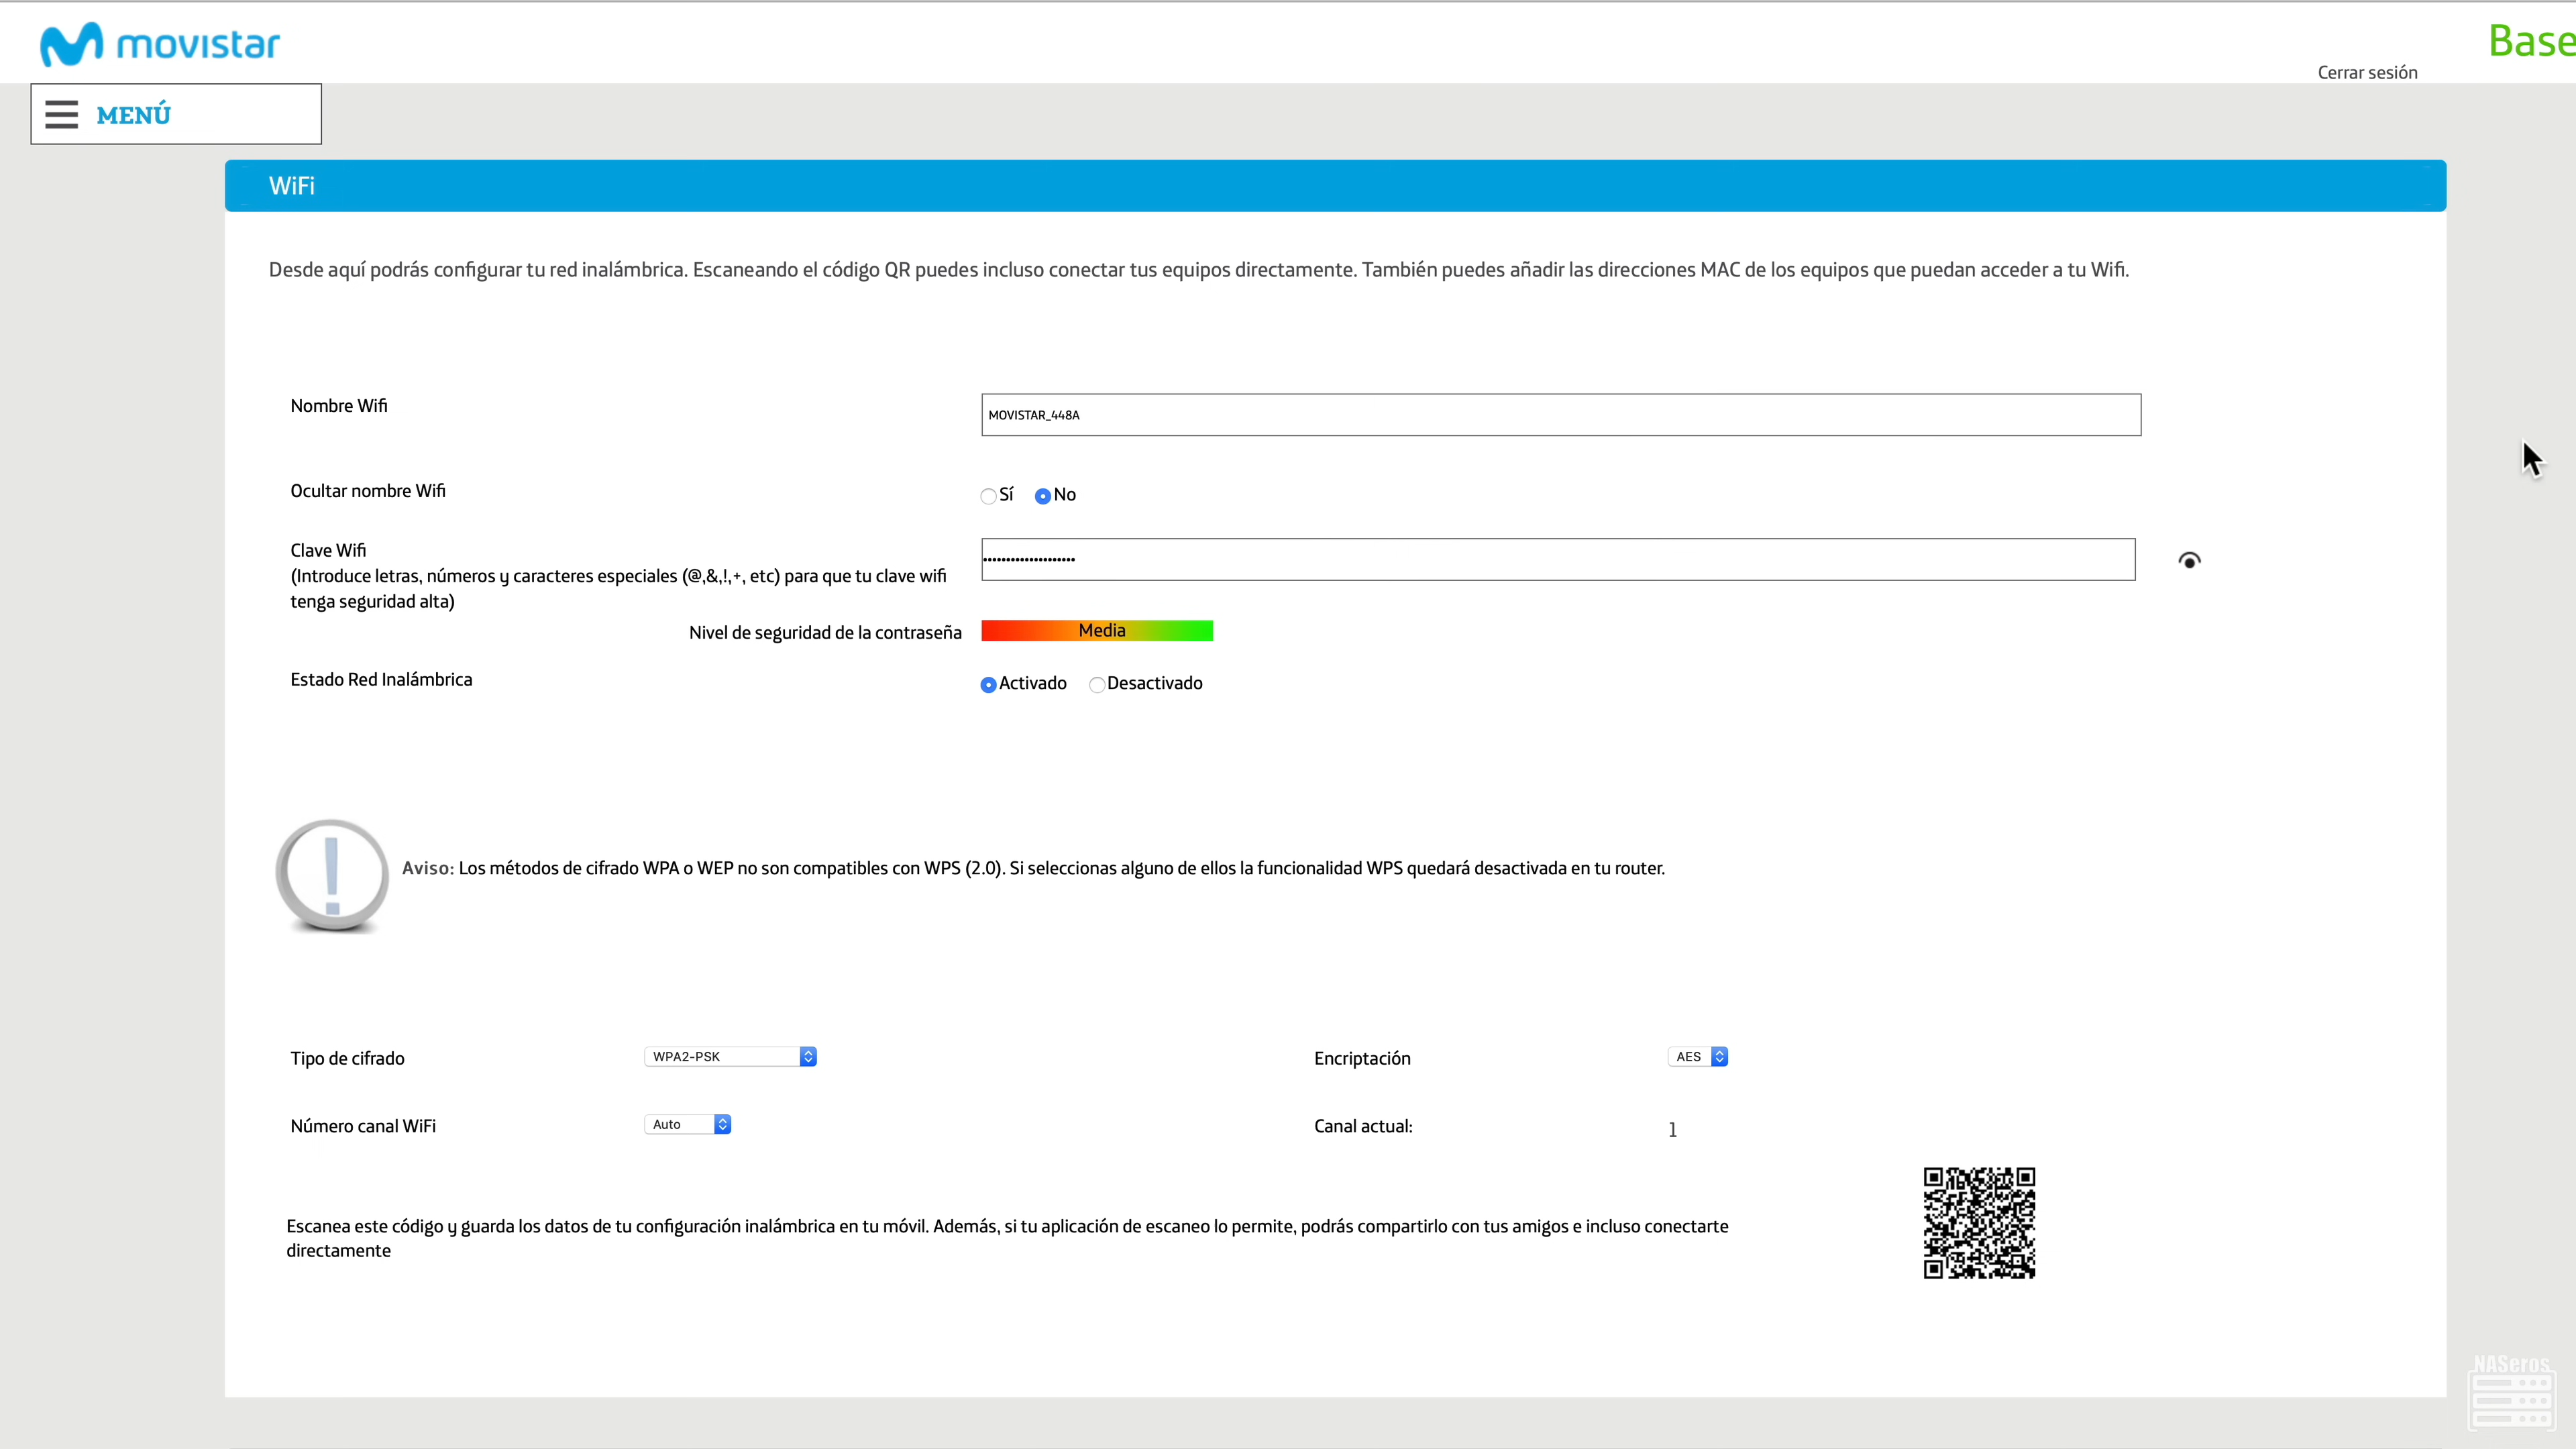 movistar
Base
Cerrar sesión
MENÚ
WiFi
Desde aquí podrás configurar tu red inalámbrica. Escaneando el código QR puedes incluso conectar tus equipos directamente. También puedes añadir las direcciones MAC de los equipos que puedan acceder a tu Wifi.
Nombre Wifi
MOVISTAR_448A
Ocultar nombre Wifi
Sí No
Clave Wifi
(Introduce letras, números y caracteres especiales (@,&,!,+, etc) para que tu clave wifi
tenga seguridad alta)
••••••••••••••••••••
Nivel de seguridad de la contraseña
Media
Estado Red Inalámbrica
Activado Desactivado
Aviso: Los métodos de cifrado WPA o WEP no son compatibles con WPS (2.0). Si seleccionas alguno de ellos la funcionalidad WPS quedará desactivada en tu router.
Tipo de cifrado WPA2-PSK Encriptación AES
Número canal WiFi Auto Canal actual: 1
Escanea este código y guarda los datos de tu configuración inalámbrica en tu móvil. Además, si tu aplicación de escaneo lo permite, podrás compartirlo con tus amigos e incluso conectarte
directamente
NASeros